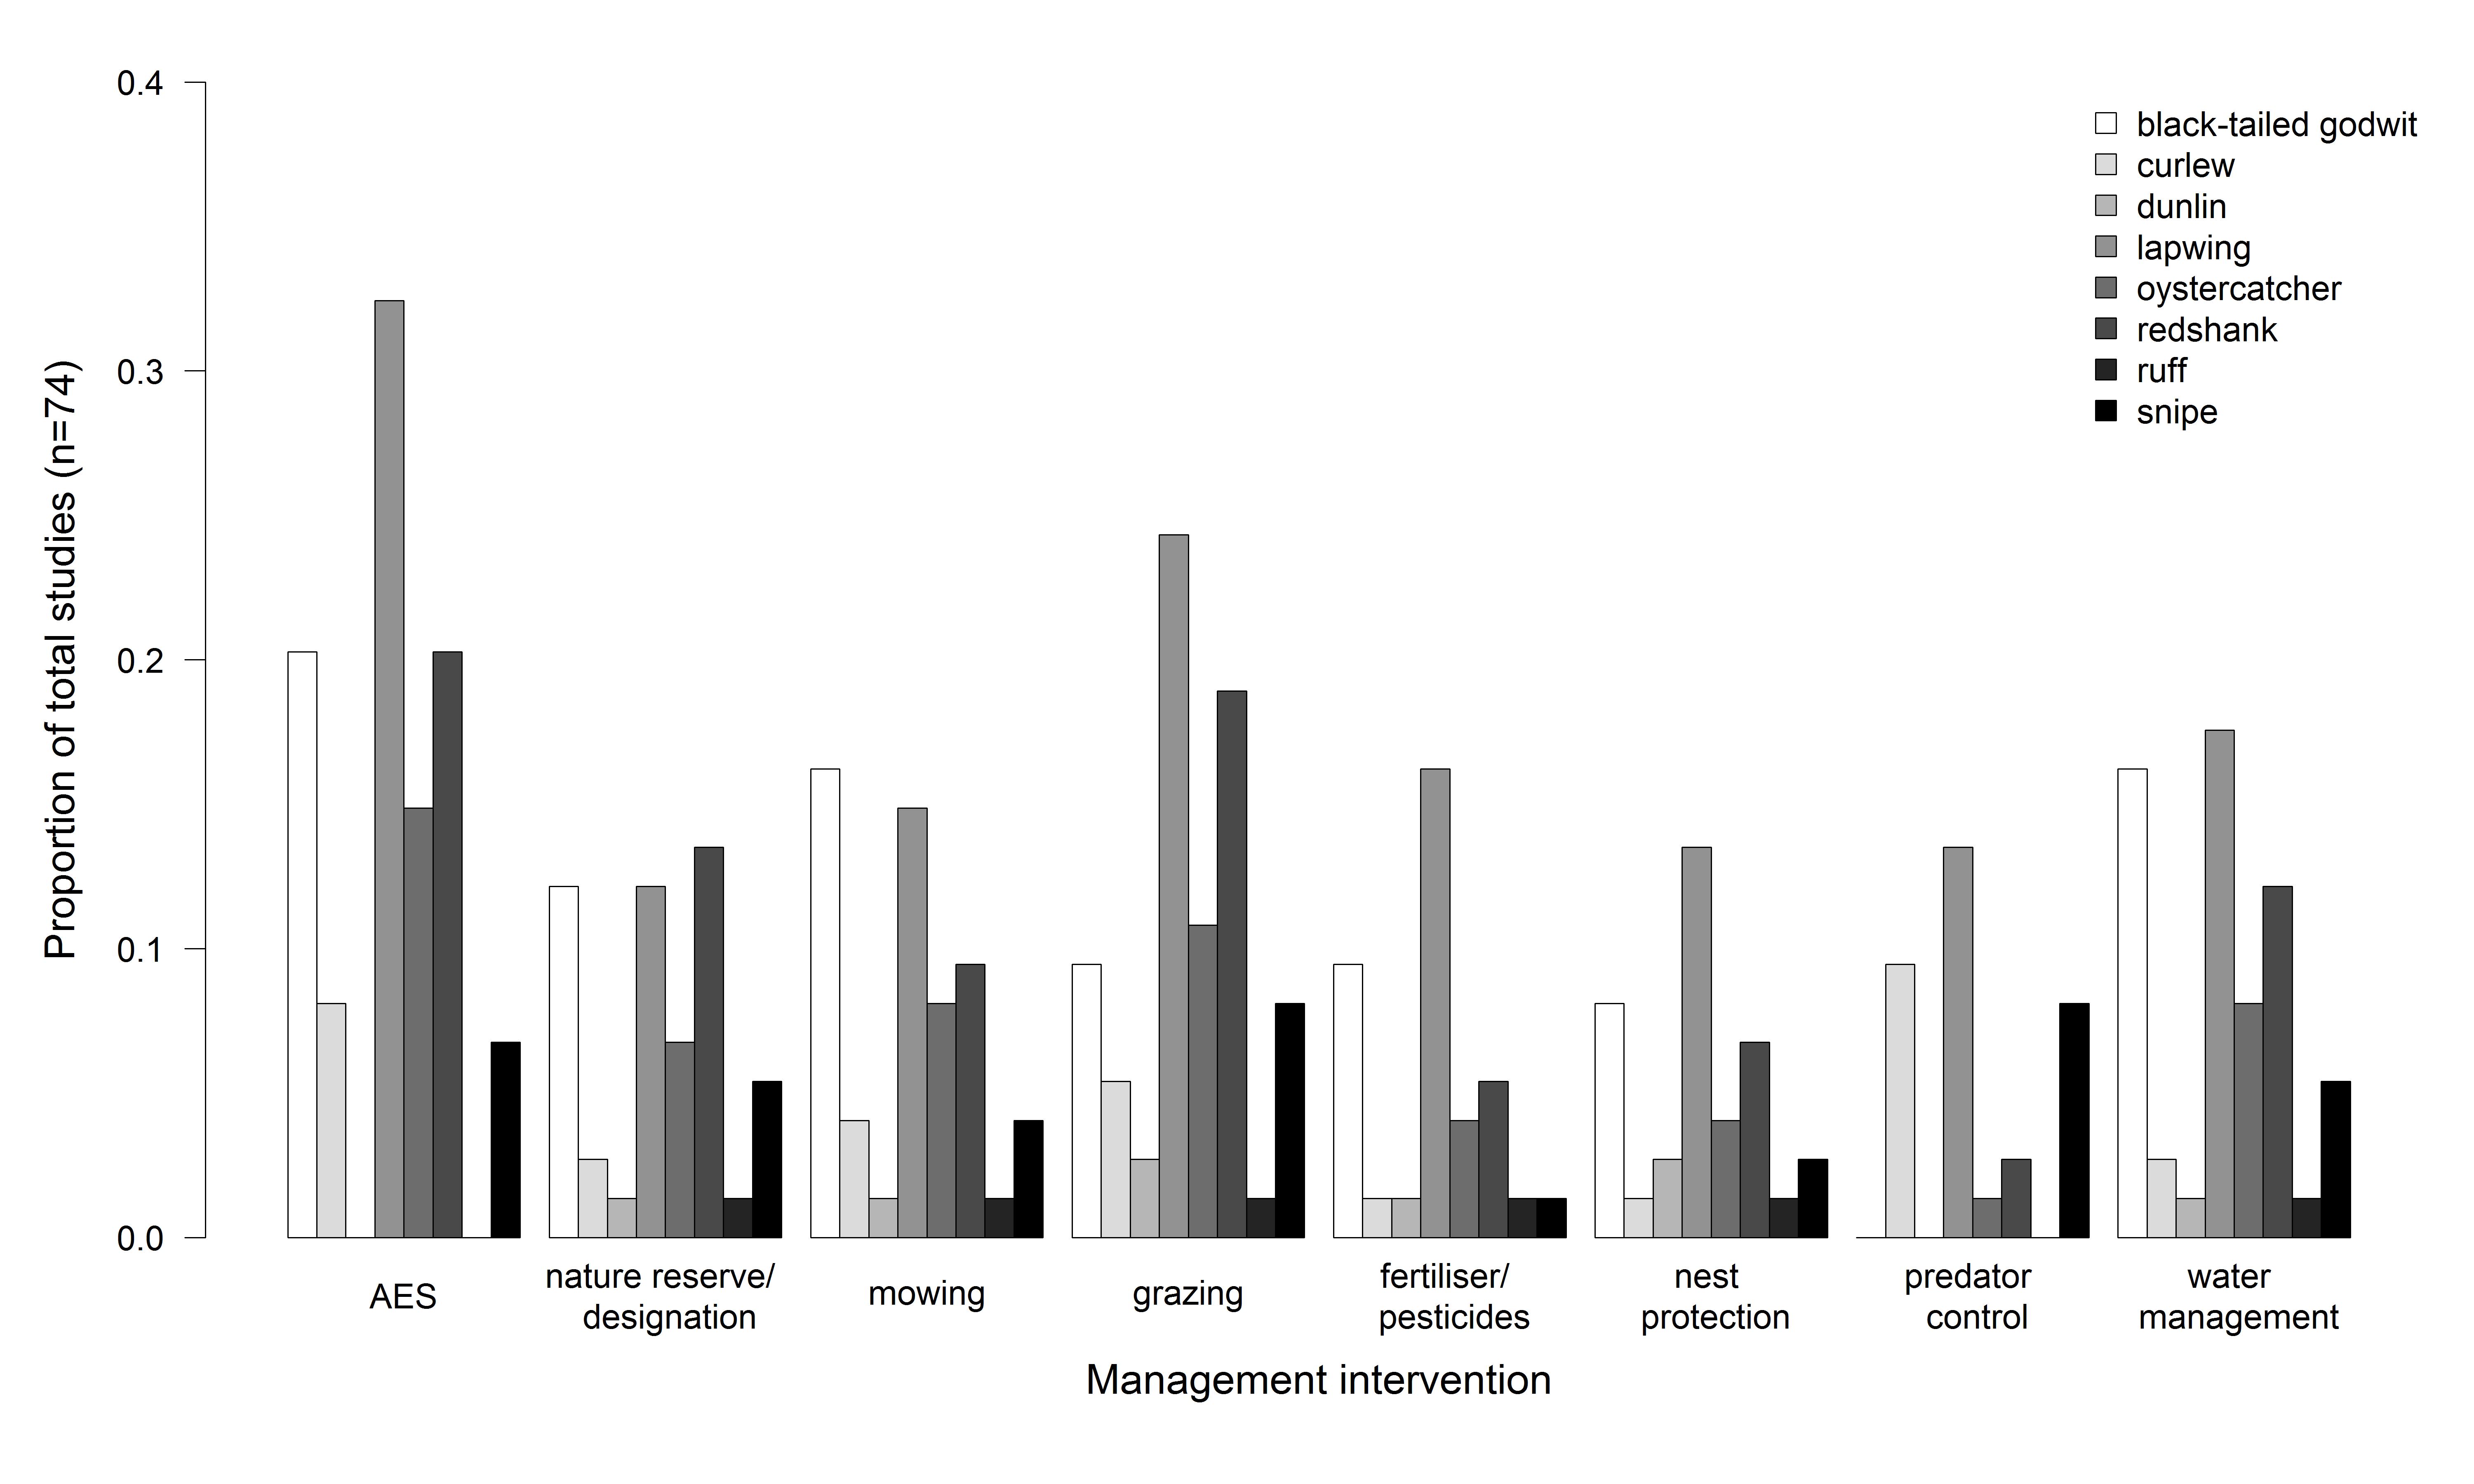 Proportion of total studies (n=74)
0.4
0.3
0.2
0.1
0.0
black-tailed godwit
curlew
dunlin
lapwing
oystercatcher
redshank
ruff
snipe
AES
nature reserve/
designation
mowing
grazing
fertiliser/
pesticides
nest
protection
predator
control
water
management
Management intervention